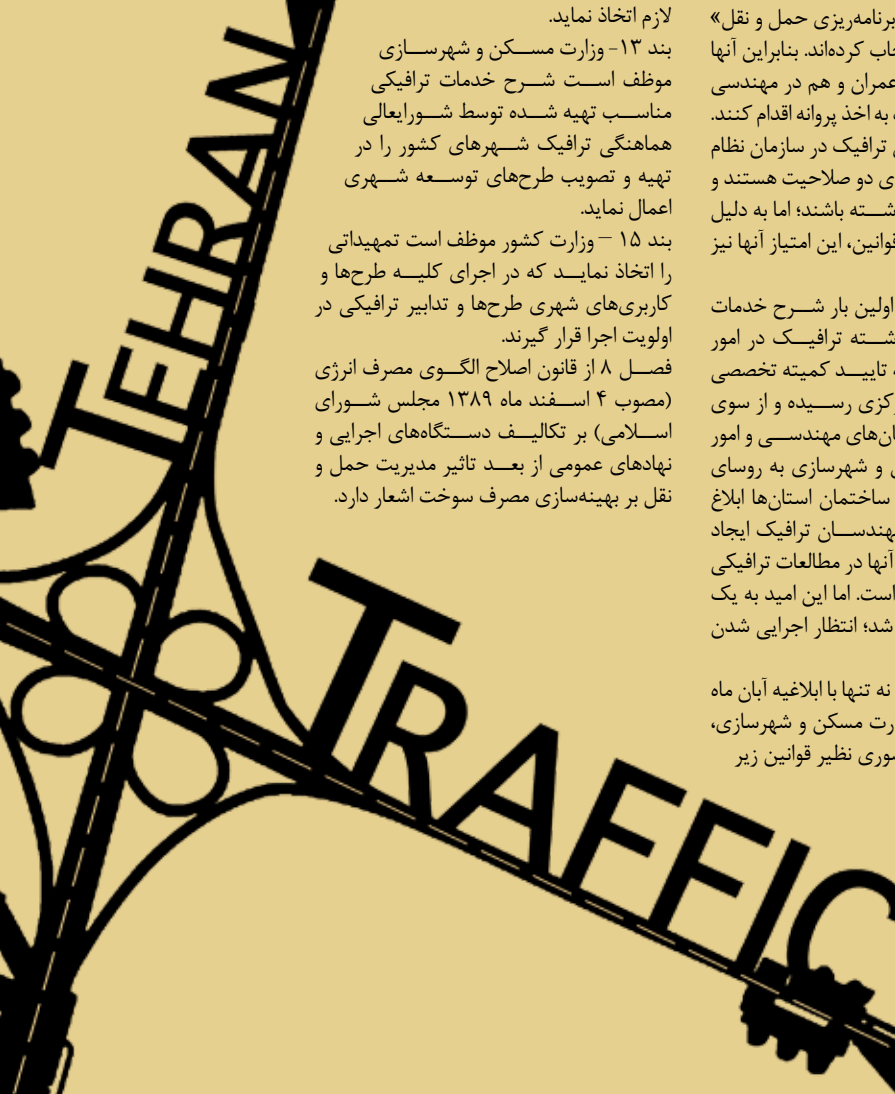 برنامه‌ریزی حمل و نقل»
کرده‌اند. بنابراین آنها
عمران و هم در مهندسی
به اخذ پروانه اقدام کنند.
ترافیک در سازمان نظام
دو صلاحیت هستند و
باشند؛ اما به دلیل
قوانین، این امتیاز آنها نیز
اولین بار شرح خدمات
ترافیک در امور
تایید کمیته تخصصی
رسیده و از سوی
مهندسی و امور
و شهرسازی به روسای
ساختمان استان‌ها ابلاغ
ترافیک ایجاد
آنها در مطالعات ترافیکی
است. اما این امید به یک
شد؛ انتظار اجرایی شدن
نه تنها با ابلاغیه آبان ماه
مسکن و شهرسازی،
نظیر قوانین زیر
لازم اتخاذ نماید.
بند ۱۳- وزارت مسکن و شهرسازی
موظف است شرح خدمات ترافیکی
مناسب تهیه شده توسط شورایعالی
هماهنگی ترافیک شهرهای کشور را در
تهیه و تصویب طرح‌های توسعه شهری
اعمال نماید.
بند ۱۵ – وزارت کشور موظف است تمهیداتی
را اتخاذ نماید که در اجرای کلیه طرح‌ها و
کاربری‌های شهری طرح‌ها و تدابیر ترافیکی در
اولویت اجرا قرار گیرند.
فصل ۸ از قانون اصلاح الگوی مصرف انرژی
(مصوب ۴ اسفند ماه ۱۳۸۹ مجلس شورای
اسلامی) بر تکالیف دستگاه‌های اجرایی و
نهادهای عمومی از بعد تاثیر مدیریت حمل و
نقل بر بهینه‌سازی مصرف سوخت اشعار دارد.
TEHRAN
TRAFFIC